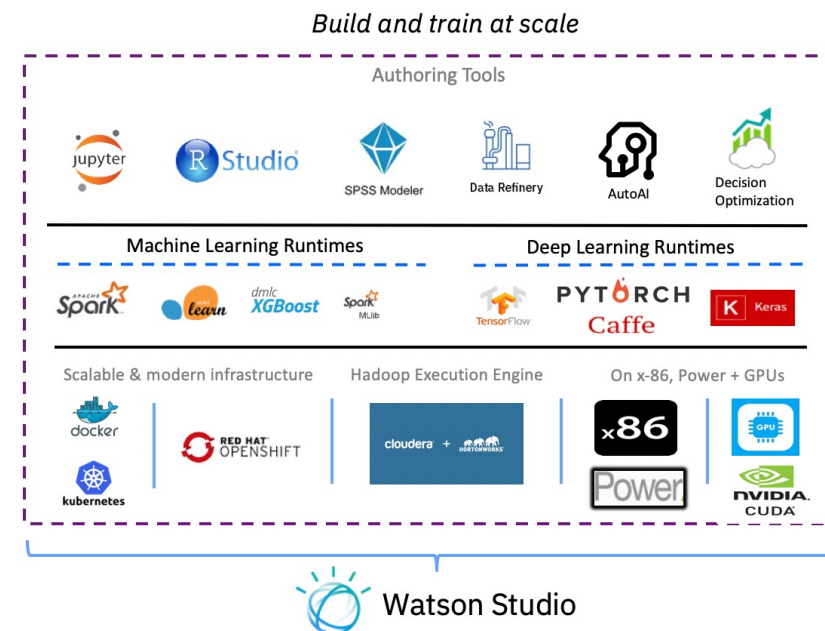 Build and train at scale
Authoring Tools
jupyter
R Studio
SPSS Modeler
Data Refinery
AutoAI
Decision
Optimization
Machine Learning Runtimes
Deep Learning Runtimes
APACHE
Spark
learn
dmlc
XGBoost
Spark
MLlib
TensorFlow
PYTORCH
Caffe
K Keras
Scalable & modern infrastructure
Hadoop Execution Engine
On x-86, Power + GPUs
docker
kubernetes
RED HAT
OPENSHIFT
cloudera + HORTONWORKS
x86
Power
GPU
NVIDIA.
CUDA
Watson Studio